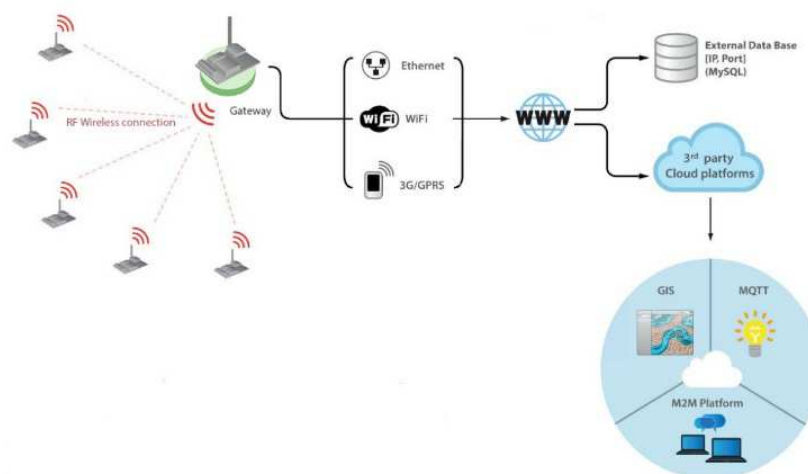 RF Wireless connection
Gateway
Ethernet
WiFi
WiFi
3G/GPRS
WWW
External Data Base
[IP, Port]
(MySQL)
3rd party
Cloud platforms
GIS
MQTT
M2M Platform